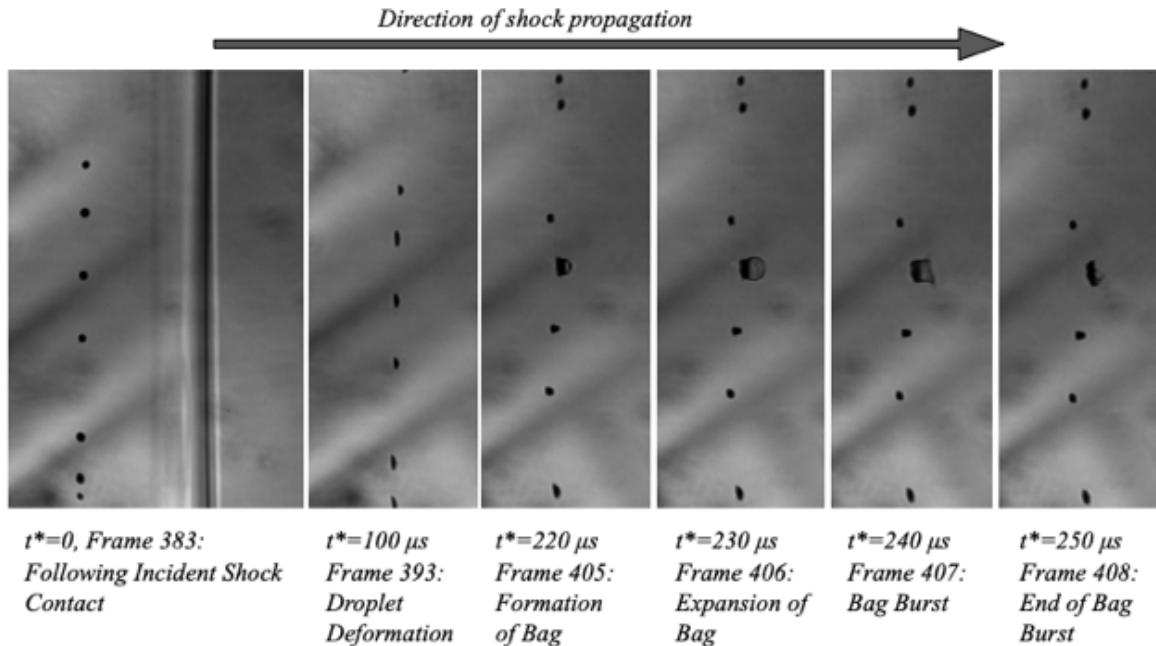 Direction of shock propagation
t*=0, Frame 383:
Following Incident Shock
Contact
t*=100 μs
Frame 393:
Droplet
Deformation
t*=220 μs
Frame 405:
Formation
of Bag
t*=230 μs
Frame 406:
Expansion of
Bag
t*=240 μs
Frame 407:
Bag Burst
t*=250 μs
Frame 408:
End of Bag
Burst